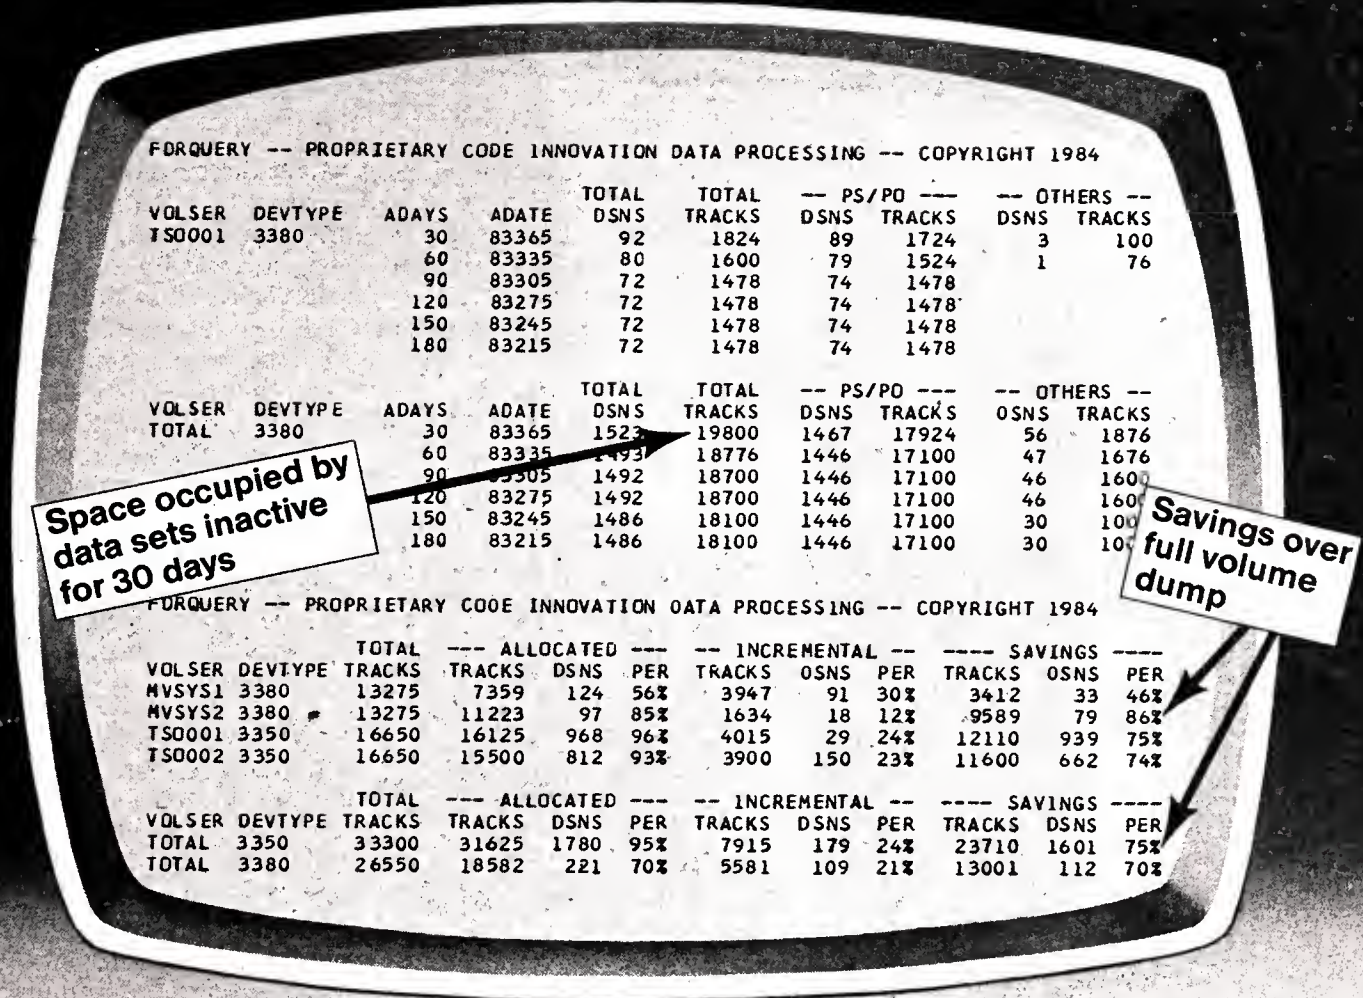 FDRQUERY -- PROPRIETARY CODE INNOVATION DATA PROCESSING -- COPYRIGHT 1984
TOTAL TOTAL -- PS/PO --- -- OTHERS --
VOLSER DEVTYPE ADAYS ADATE DSNS TRACKS DSNS TRACKS DSNS TRACKS
TSO001 3380 30 83365 92 1824 89 1724 3 100
60 83335 80 1600 79 1524 1 76
90 83305 72 1478 74 1478
120 83275 72 1478 74 1478
150 83245 72 1478 74 1478
180 83215 72 1478 74 1478
TOTAL TOTAL -- PS/PO --- -- OTHERS --
VOLSER DEVTYPE ADAYS ADATE DSNS TRACKS DSNS TRACKS DSNS TRACKS
TOTAL 3380 30 83365 1523 19800 1467 17924 56 1876
60 83335 1493 18776 1446 17100 47 1676
90 83305 1492 18700 1446 17100 46 1600
120 83275 1492 18700 1446 17100 46
150 83245 1486 18100 1446 17100 30
180 83215 1486 18100 1446 17100 30
Space occupied by
data sets inactive
for 30 days
Savings over
full volume
dump
FDRQUERY -- PROPRIETARY CODE INNOVATION DATA PROCESSING -- COPYRIGHT 1984
TOTAL --- ALLOCATED --- -- INCREMENTAL -- ---- SAVINGS ----
VOLSER DEVTYPE TRACKS TRACKS DSNS PER TRACKS DSNS PER TRACKS DSNS PER
MVSYS1 3380 13275 7359 124 56% 3947 91 30% 3412 33 46%
MVSYS2 3380 13275 11223 97 85% 1634 18 12% 9589 79 86%
TSO001 3350 16650 16125 968 96% 4015 29 24% 12110 939 75%
TSO002 3350 16650 15500 812 93% 3900 150 23% 11600 662 74%
TOTAL --- ALLOCATED --- -- INCREMENTAL -- ---- SAVINGS ----
VOLSER DEVTYPE TRACKS TRACKS DSNS PER TRACKS DSNS PER TRACKS DSNS PER
TOTAL 3350 33300 31625 1780 95% 7915 179 24% 23710 1601 75%
TOTAL 3380 26550 18582 221 70% 5581 109 21% 13001 112 70%